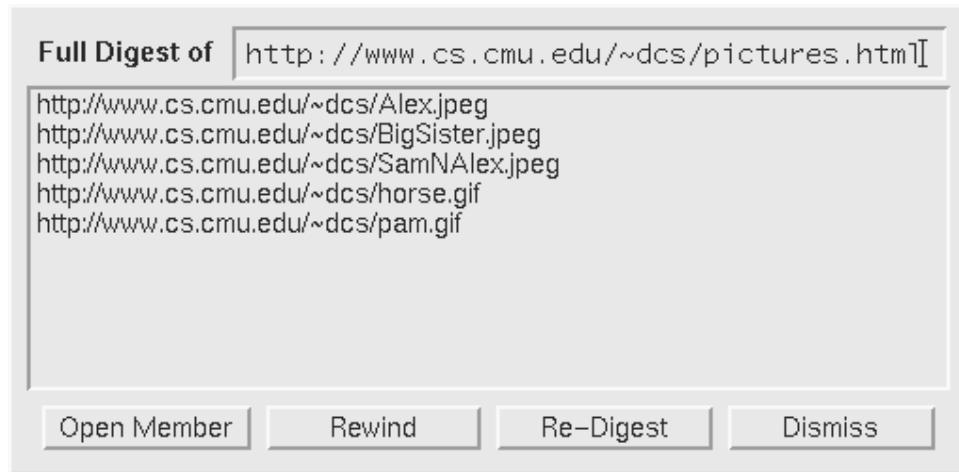 Full Digest of http://www.cs.cmu.edu/~dcs/pictures.html
http://www.cs.cmu.edu/~dcs/Alex.jpeg
http://www.cs.cmu.edu/~dcs/BigSister.jpeg
http://www.cs.cmu.edu/~dcs/SamNAlex.jpeg
http://www.cs.cmu.edu/~dcs/horse.gif
http://www.cs.cmu.edu/~dcs/pam.gif
Open Member Rewind Re-Digest Dismiss